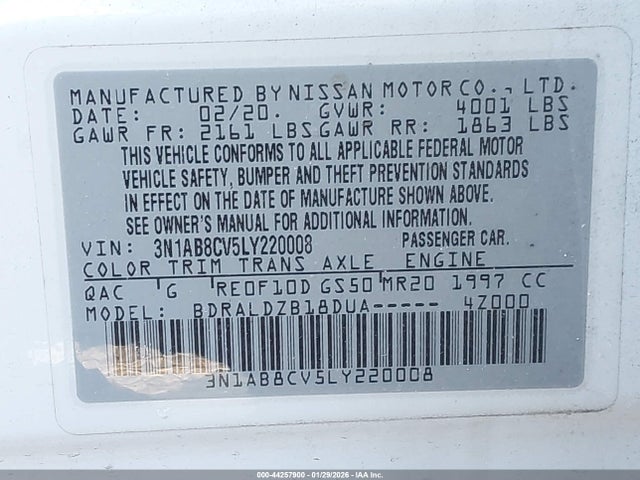 MANUFACTURED BY NISSAN MOTOR CO., LTD.
DATE: 02/20. GVWR: 4001 LBS
GAWR FR: 2161 LBS GAWR RR: 1863 LBS
THIS VEHICLE CONFORMS TO ALL APPLICABLE FEDERAL MOTOR
VEHICLE SAFETY, BUMPER AND THEFT PREVENTION STANDARDS
IN EFFECT ON THE DATE OF MANUFACTURE SHOWN ABOVE.
SEE OWNER'S MANUAL FOR ADDITIONAL INFORMATION.
VIN: 3N1AB8CV5LY220008 PASSENGER CAR.
COLOR TRIM TRANS AXLE ENGINE
QAC G RE0F10D GS50 MR20 1997 CC
MODEL: BDRALDZB18DUA----- 4Z000
3N1AB8CV5LY220008
000-44257900 - 01/29/2026 - IAA Inc.